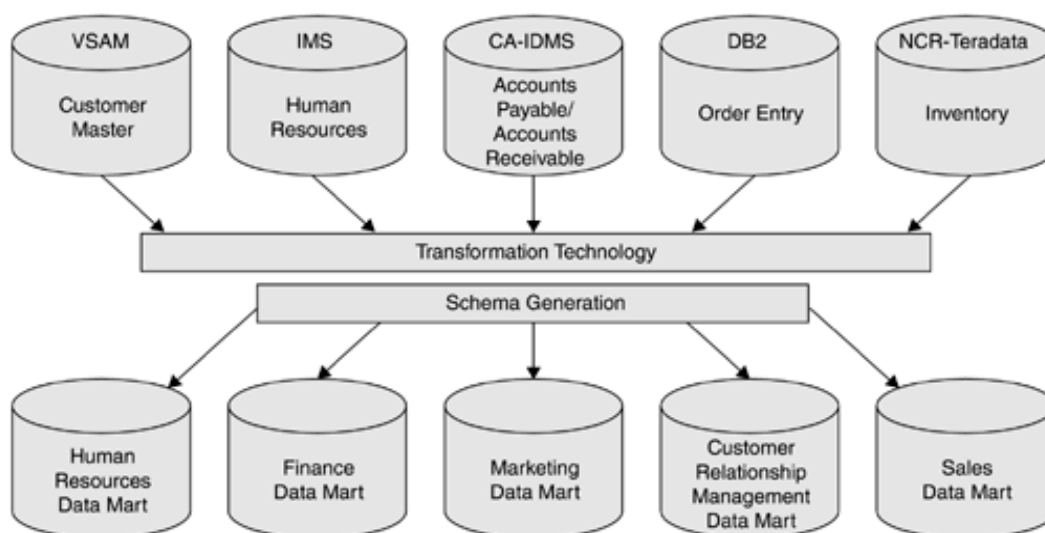 VSAM
Customer
Master
IMS
Human
Resources
CA-IDMS
Accounts
Payable/
Accounts
Receivable
DB2
Order Entry
NCR-Teradata
Inventory
Transformation Technology
Schema Generation
Human
Resources
Data Mart
Finance
Data Mart
Marketing
Data Mart
Customer
Relationship
Management
Data Mart
Sales
Data Mart